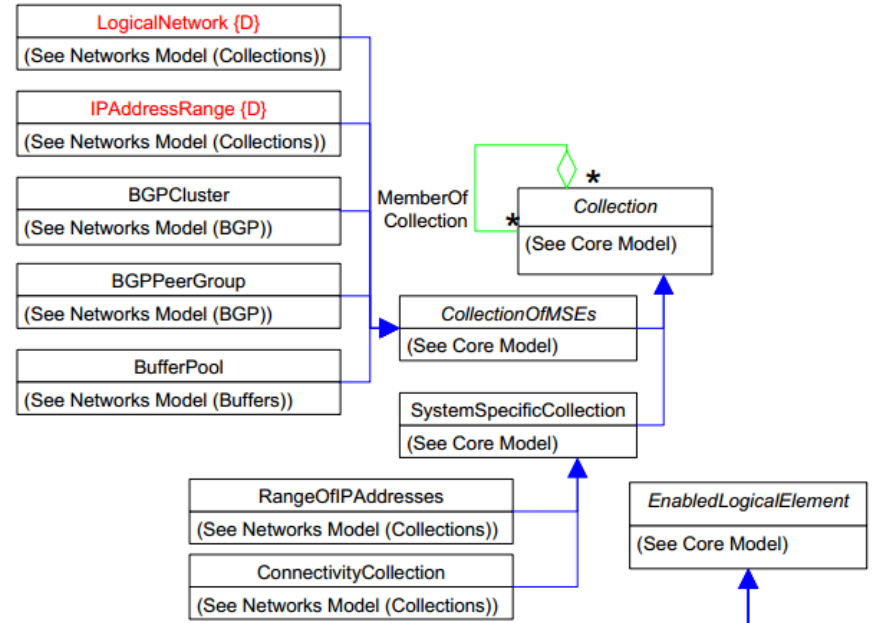 LogicalNetwork {D}
(See Networks Model (Collections))
IPAddressRange {D}
(See Networks Model (Collections))
BGPCluster
(See Networks Model (BGP))
BGPPeerGroup
(See Networks Model (BGP))
BufferPool
(See Networks Model (Buffers))
MemberOf
Collection
*
*
Collection
(See Core Model)
CollectionOfMSEs
(See Core Model)
SystemSpecificCollection
(See Core Model)
RangeOfIPAddresses
(See Networks Model (Collections))
ConnectivityCollection
(See Networks Model (Collections))
EnabledLogicalElement
(See Core Model)